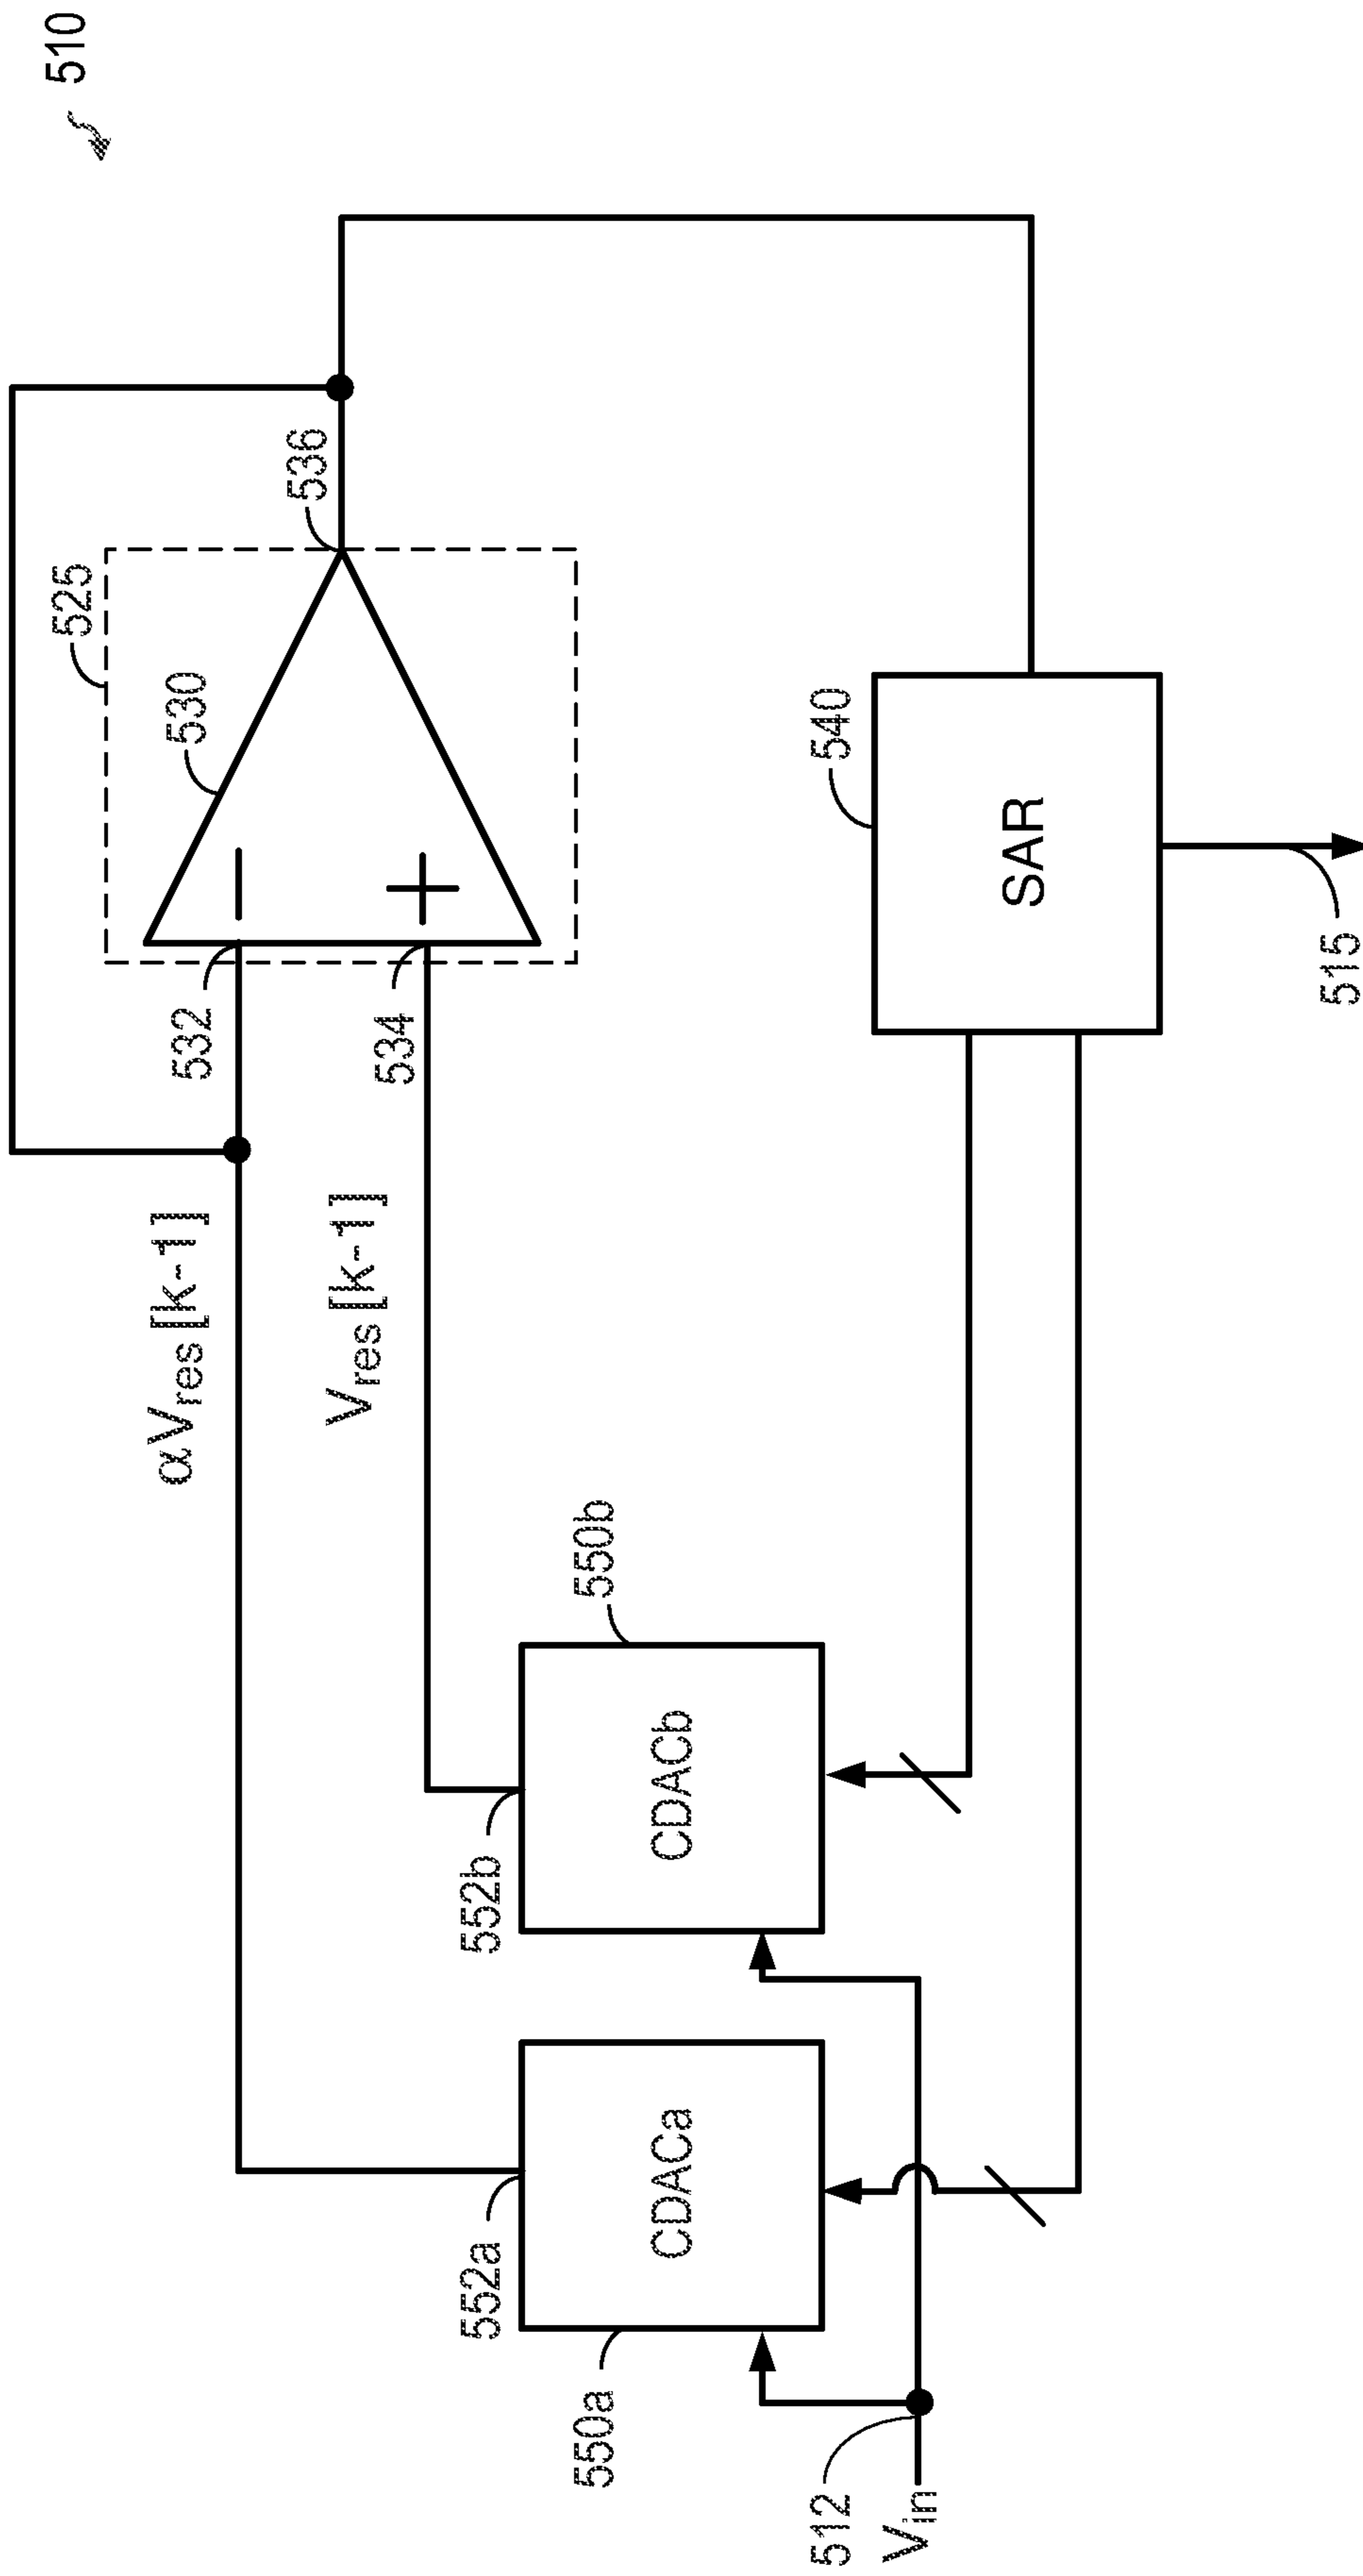 510
525
530
536
−
+
532
534
αVres [k-1]
Vres [k-1]
540
SAR
515
550b
CDACb
552b
552a
CDACa
550a
512
Vin